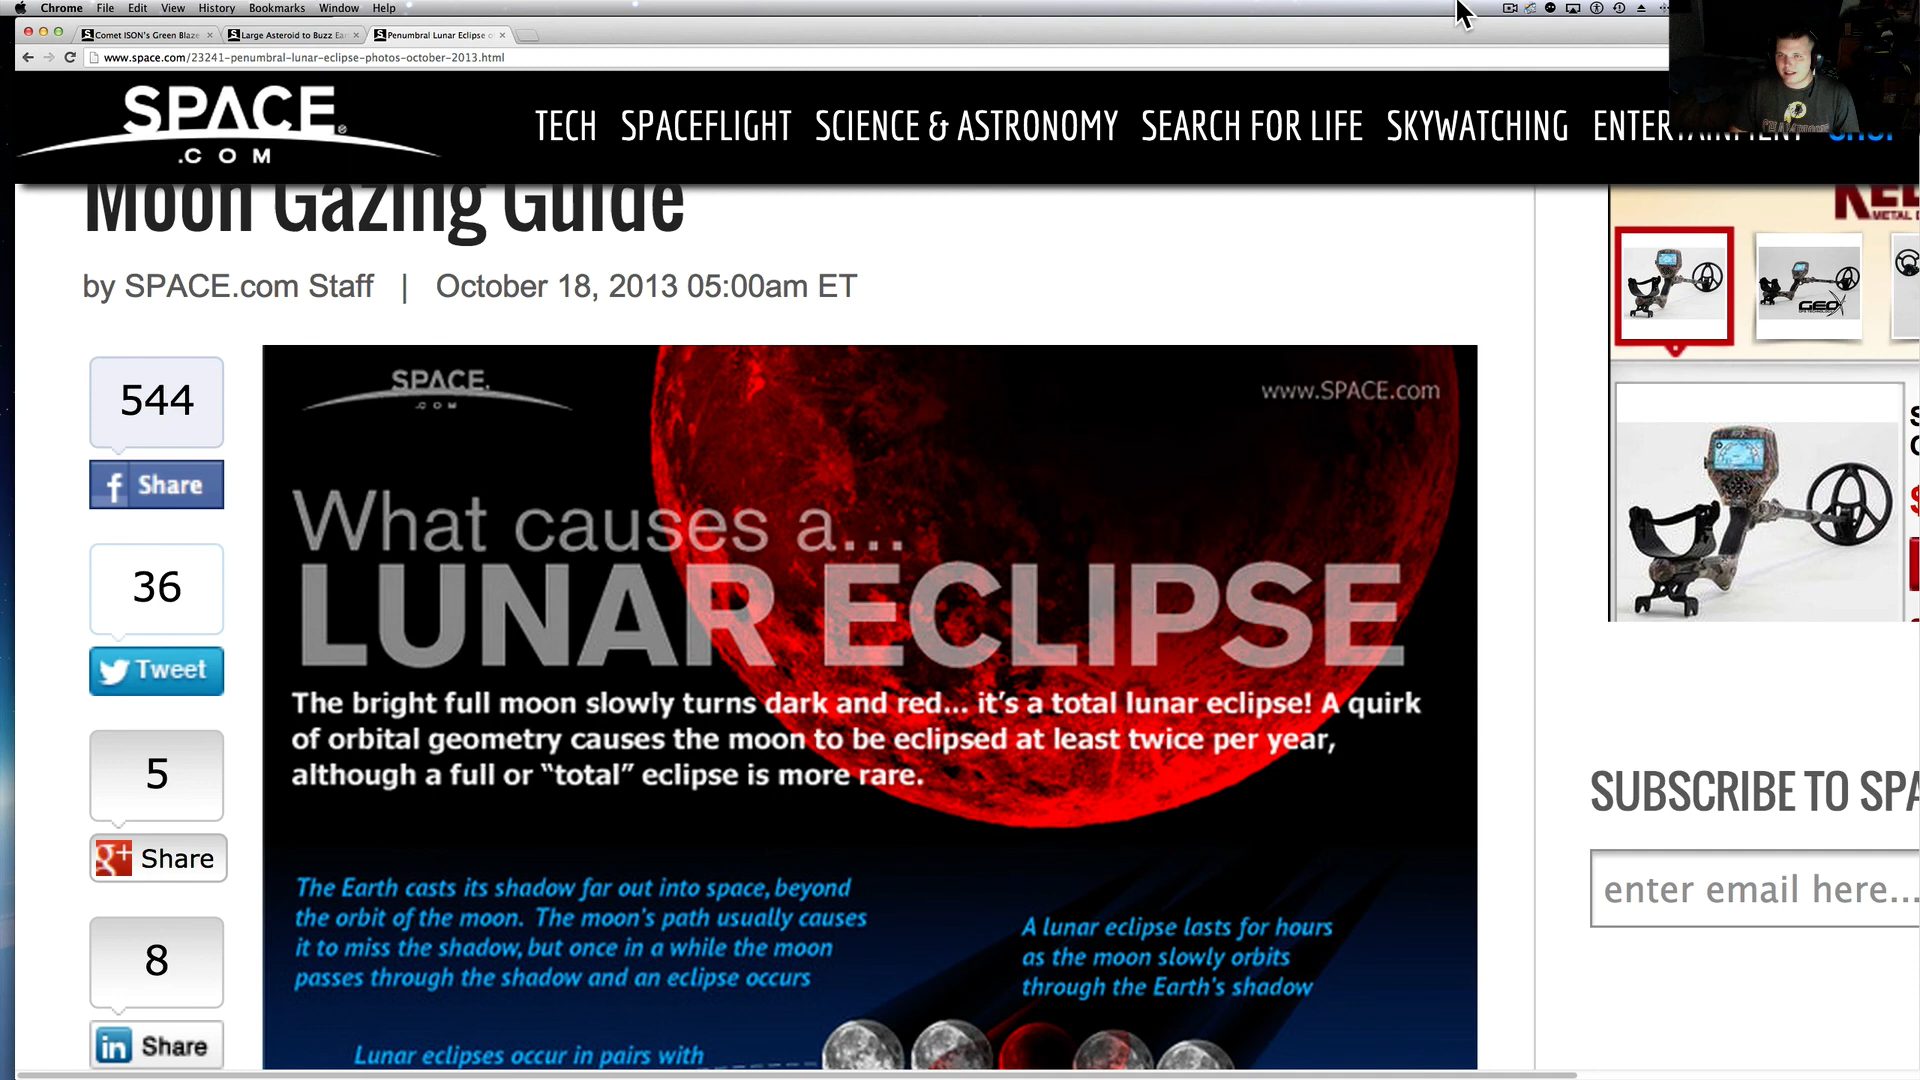 Chrome File Edit View History Bookmarks Window Help
Comet ISON's Green Blaze
Large Asteroid to Buzz Ear
Penumbral Lunar Eclipse o
www.space.com/23241-penumbral-lunar-eclipse-photos-october-2013.html
SPACE
.COM
TECH SPACEFLIGHT SCIENCE & ASTRONOMY SEARCH FOR LIFE SKYWATCHING ENTERTAINMENT SHOP
Moon Gazing Guide
by SPACE.com Staff | October 18, 2013 05:00am ET
544
f Share
36
Tweet
5
g+ Share
8
in Share
SPACE.
.COM
www.SPACE.com
What causes a...
LUNAR ECLIPSE
The bright full moon slowly turns dark and red... it's a total lunar eclipse! A quirk
of orbital geometry causes the moon to be eclipsed at least twice per year,
although a full or “total” eclipse is more rare.
The Earth casts its shadow far out into space, beyond
the orbit of the moon. The moon's path usually causes
it to miss the shadow, but once in a while the moon
passes through the shadow and an eclipse occurs
A lunar eclipse lasts for hours
as the moon slowly orbits
through the Earth's shadow
Lunar eclipses occur in pairs with
KEL
METAL D
GEO
SUBSCRIBE TO SPA
enter email here...